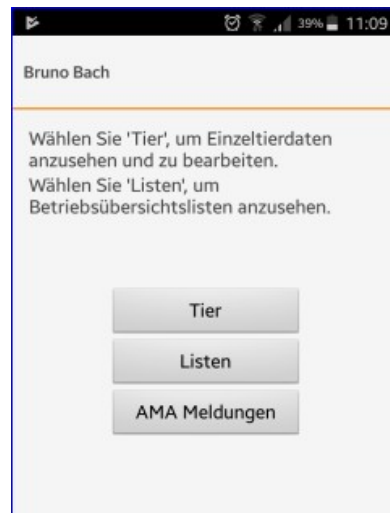 39% 11:09
Bruno Bach
Wählen Sie 'Tier', um Einzeltierdaten
anzusehen und zu bearbeiten.
Wählen Sie 'Listen', um
Betriebsübersichtslisten anzusehen.
Tier
Listen
AMA Meldungen